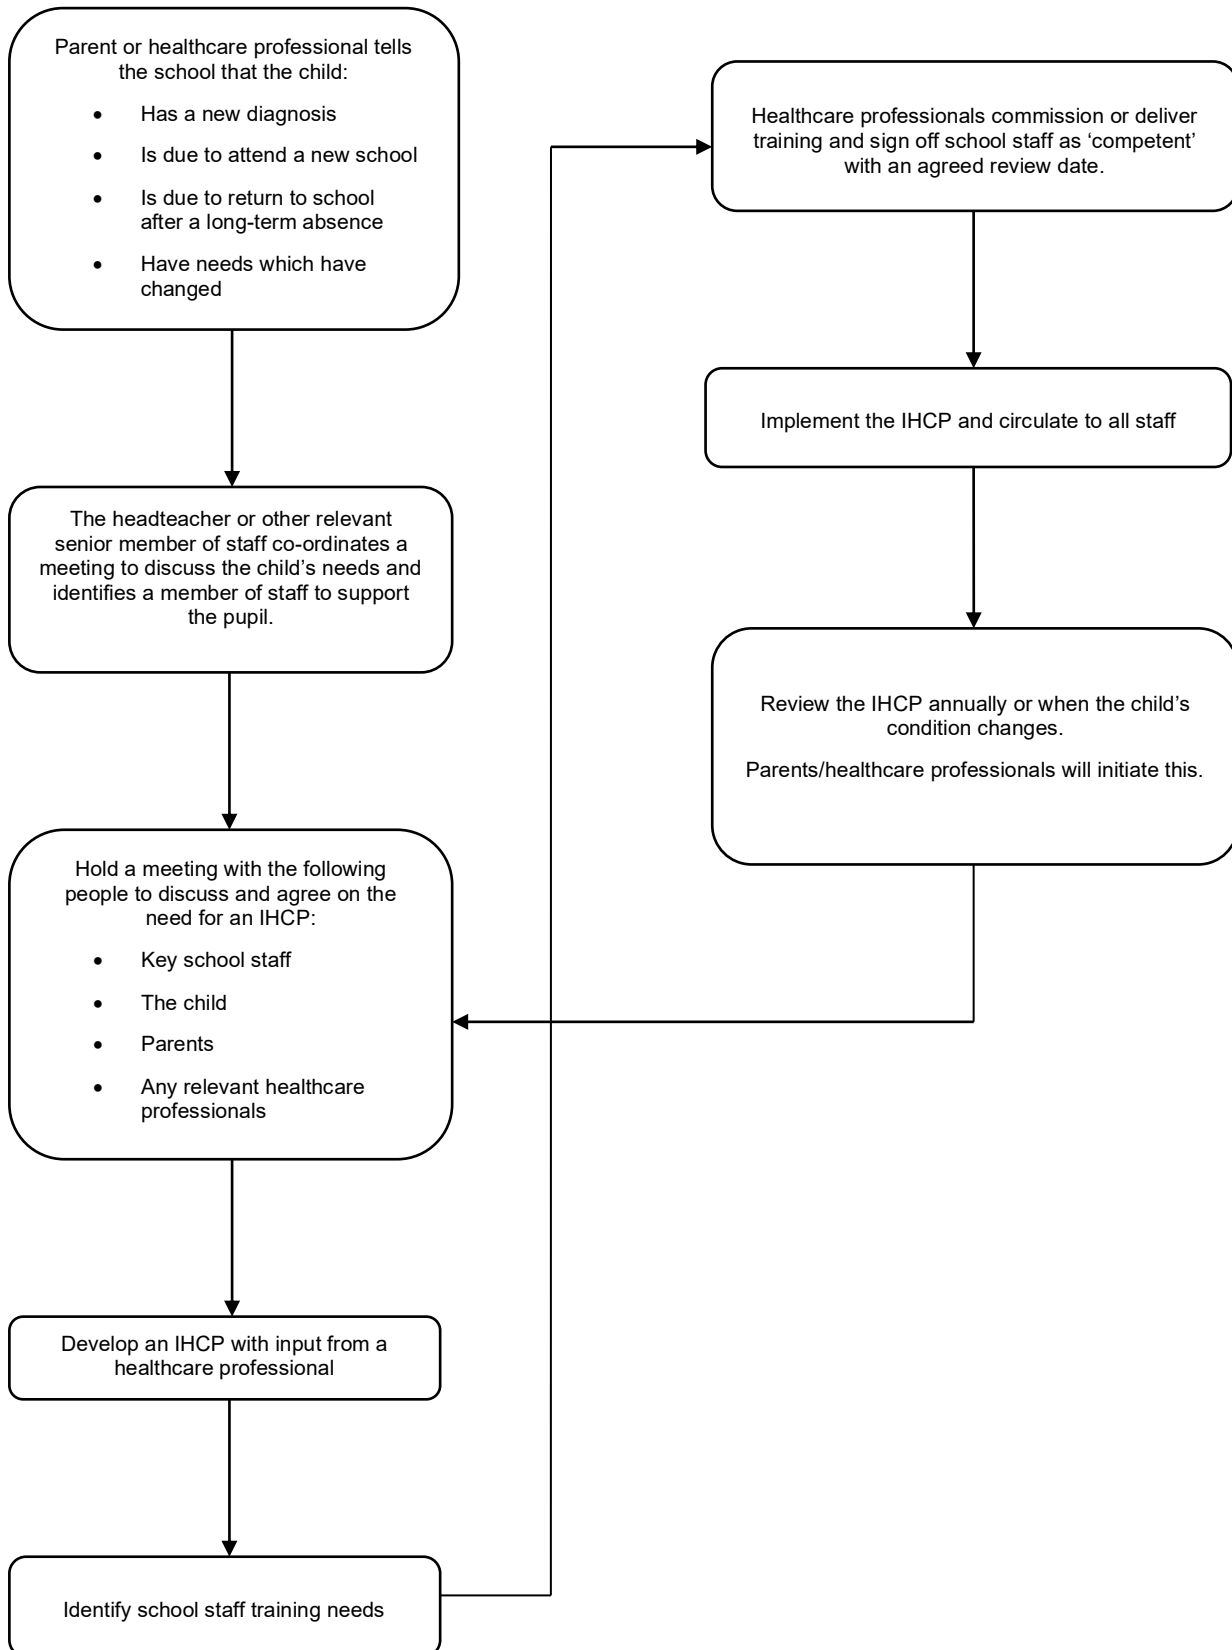 Parent or healthcare professional tells
the school that the child:
• Has a new diagnosis
• Is due to attend a new school
• Is due to return to school
after a long-term absence
• Have needs which have
changed
The headteacher or other relevant
senior member of staff co-ordinates a
meeting to discuss the child’s needs and
identifies a member of staff to support
the pupil.
Hold a meeting with the following
people to discuss and agree on the
need for an IHCP:
• Key school staff
• The child
• Parents
• Any relevant healthcare
professionals
Develop an IHCP with input from a
healthcare professional
Identify school staff training needs
Healthcare professionals commission or deliver
training and sign off school staff as ‘competent’
with an agreed review date.
Implement the IHCP and circulate to all staff
Review the IHCP annually or when the child’s
condition changes.
Parents/healthcare professionals will initiate this.